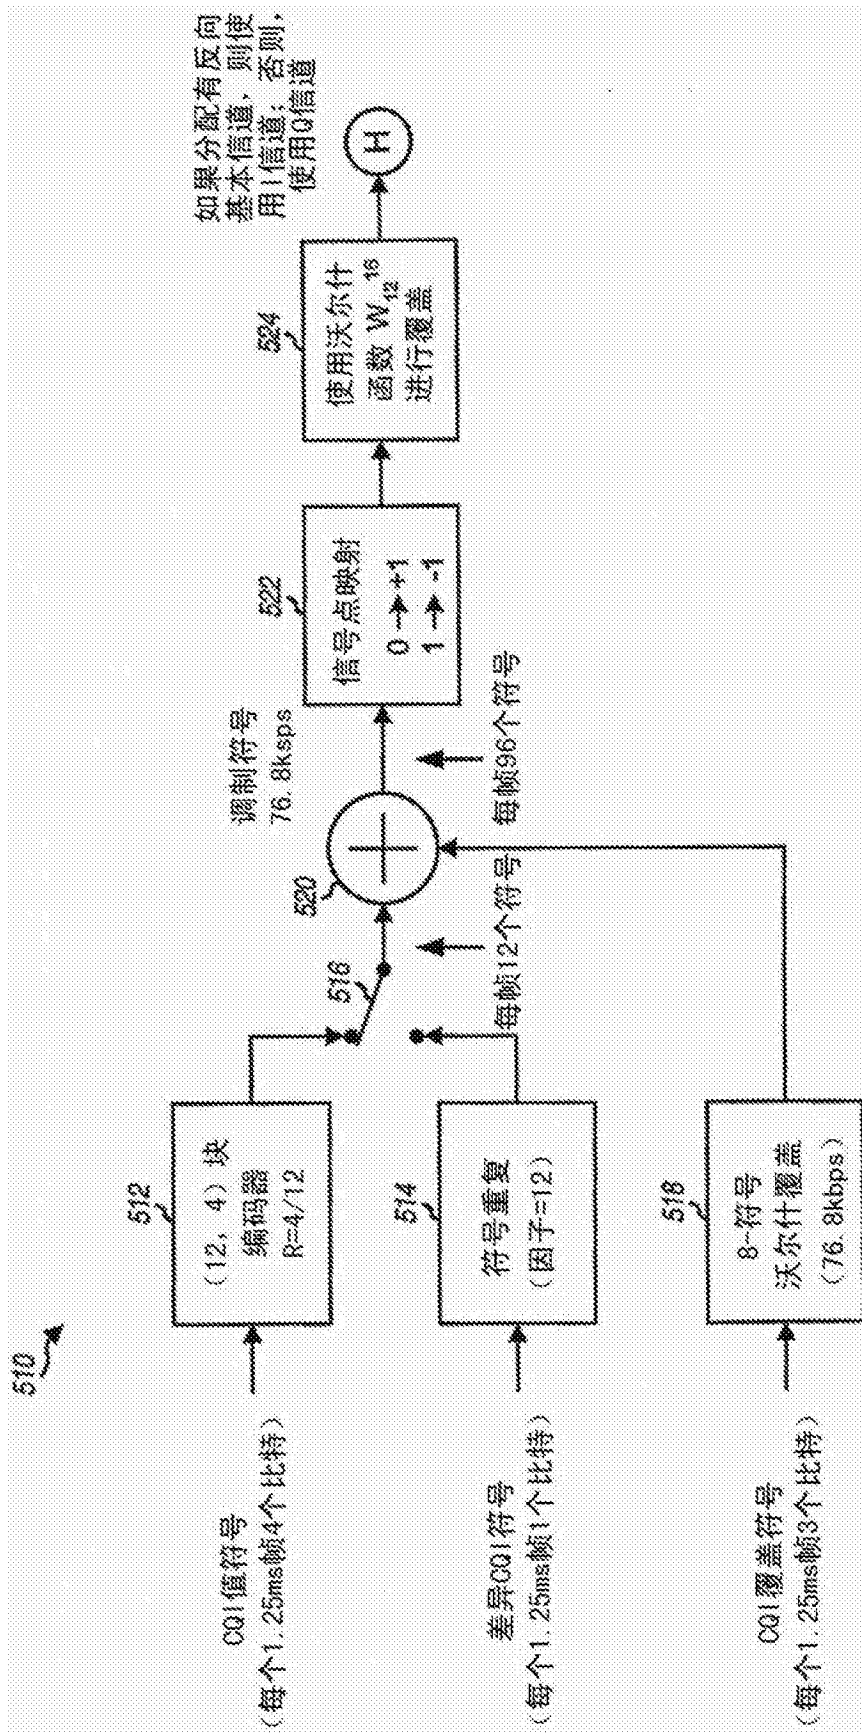 510
CQI值符号
(每个1.25ms帧4个比特)
512
(12, 4) 块
编码器
R=4/12
差异CQI符号
(每个1.25ms帧1个比特)
514
符号重复
(因子=12)
CQI覆盖符号
(每个1.25ms帧3个比特)
518
8-符号
沃尔什覆盖
(76.8kbps)
516
每帧12个符号
520
调制符号
76.8ksps
每帧96个符号
522
信号点映射
0→+1
1→-1
524
使用沃尔什
函数 W₁₂¹⁶
进行覆盖
如果分配有反向
基本信道, 则使
用I信道; 否则,
使用Q信道
H